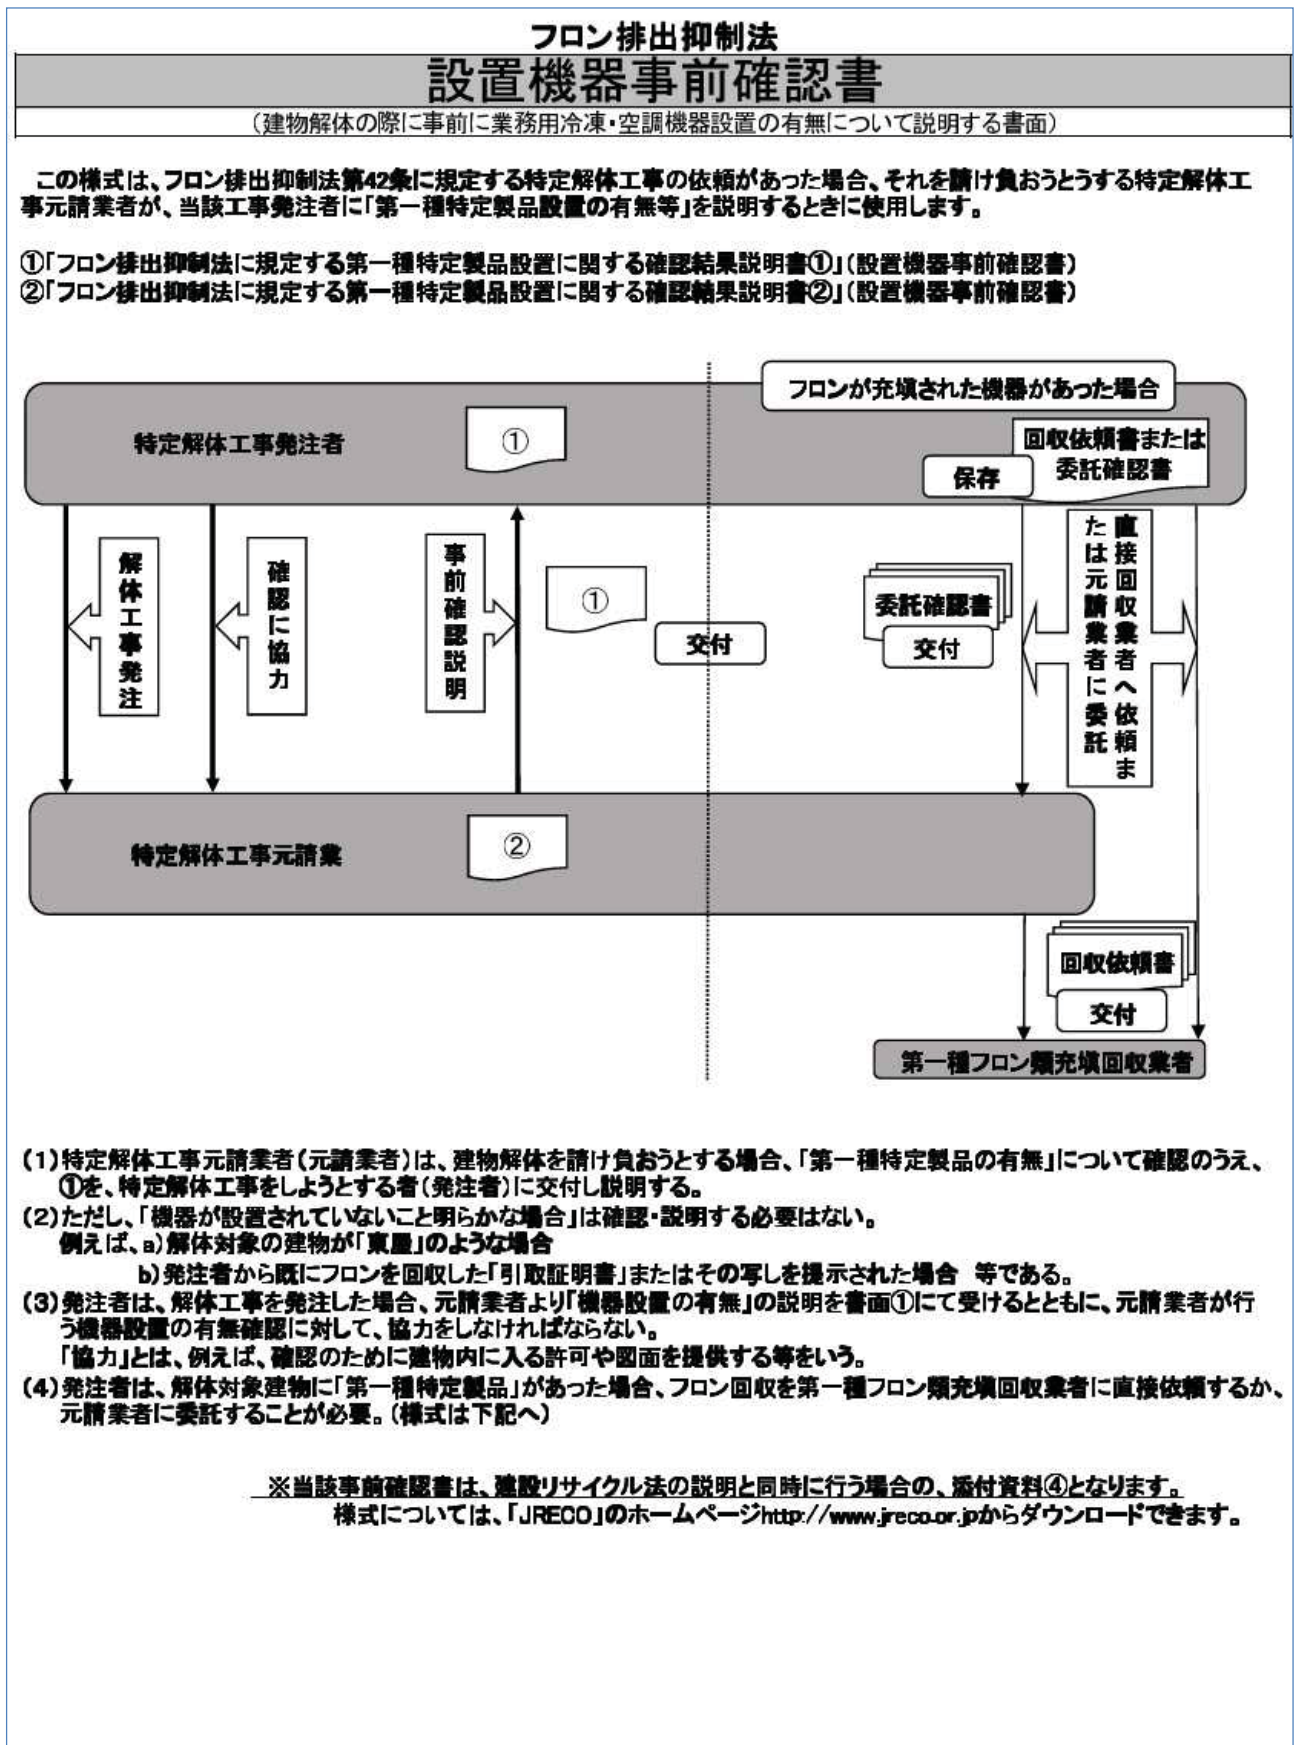 フロン排出抑制法
設置機器事前確認書
（建物解体の際に事前に業務用冷凍・空調機器設置の有無について説明する書面）
この様式は、フロン排出抑制法第42条に規定する特定解体工事の依頼があった場合、それを請け負おうとうする特定解体工
事元請業者が、当該工事発注者に「第一種特定製品設置の有無等」を説明するときに使用します。
①「フロン排出抑制法に規定する第一種特定製品設置に関する確認結果説明書①」（設置機器事前確認書）
②「フロン排出抑制法に規定する第一種特定製品設置に関する確認結果説明書②」（設置機器事前確認書）
フロンが充填された機器があった場合
特定解体工事発注者
①
回収依頼書または
委託確認書
保存
解体工事発注
確認に協力
事前確認説明
①
交付
委託確認書
交付
直接回収業者へ依頼ま
たは元請業者に委託
特定解体工事元請業
②
回収依頼書
交付
第一種フロン類充填回収業者
(1)特定解体工事元請業者（元請業者）は、建物解体を請け負おうとする場合、「第一種特定製品の有無」について確認のうえ、
①を、特定解体工事をしようとする者（発注者）に交付し説明する。
(2)ただし、「機器が設置されていないこと明らかな場合」は確認・説明する必要はない。
例えば、a)解体対象の建物が「東屋」のような場合
b)発注者から既にフロンを回収した「引取証明書」またはその写しを提示された場合　等である。
(3)発注者は、解体工事を発注した場合、元請業者より「機器設置の有無」の説明を書面①にて受けるとともに、元請業者が行
う機器設置の有無確認に対して、協力をしなければならない。
「協力」とは、例えば、確認のために建物内に入る許可や図面を提供する等をいう。
(4)発注者は、解体対象建物に「第一種特定製品」があった場合、フロン回収を第一種フロン類充填回収業者に直接依頼するか、
元請業者に委託することが必要。（様式は下記へ）
※当該事前確認書は、建設リサイクル法の説明と同時に行う場合の、添付資料④となります。
様式については、「JRECO」のホームページhttp://www.jreco.or.jpからダウンロードできます。